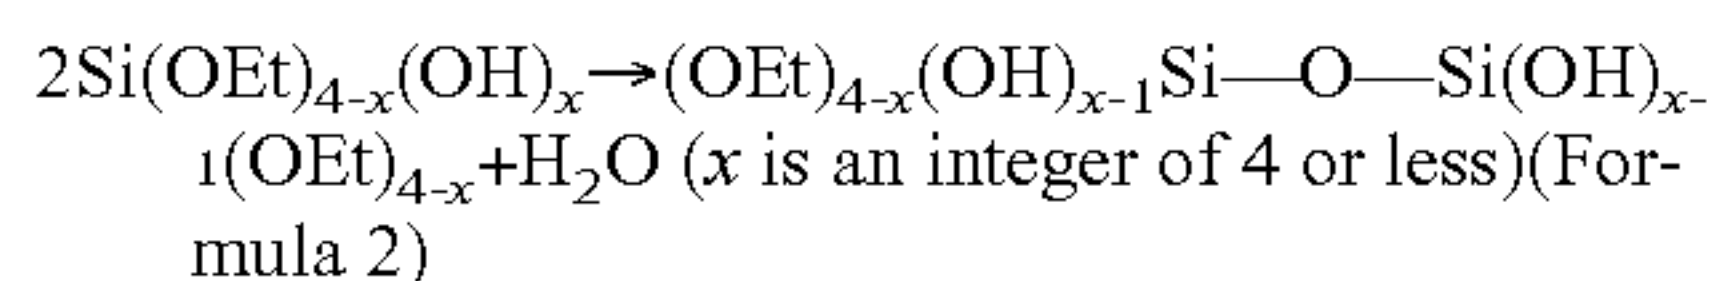 2Si(OEt)₄₋ₓ(OH)ₓ→(OEt)₄₋ₓ(OH)ₓ₋₁Si—O—Si(OH)ₓ₋
₁(OEt)₄₋ₓ+H₂O (x is an integer of 4 or less)(For-
mula 2)